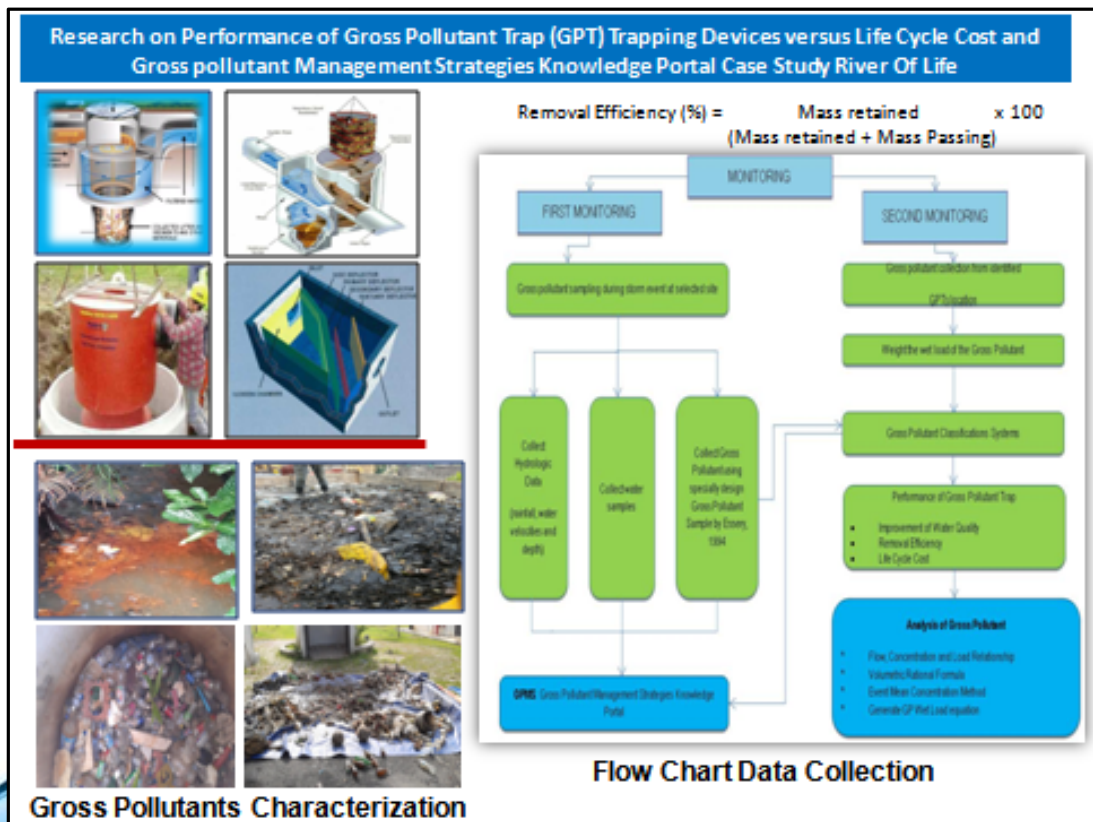 Research on Performance of Gross Pollutant Trap (GPT) Trapping Devices versus Life Cycle Cost and
Gross pollutant Management Strategies Knowledge Portal Case Study River Of Life
Removal Efficiency (%) = Mass retained x 100
(Mass retained + Mass Passing)
MONITORING
FIRST MONITORING
SECOND MONITORING
Gross pollutant sampling during storm event at selected site
Gross pollutant collection from identified
GPTs location
Weight the wet load of the Gross Pollutant
Collect
Hydrologic
Data
(rainfall, water
velocities and
depth)
Collect water
samples
Collect Gross
Pollutant using
specially design
Gross Pollutant
Sample by
1994
Gross Pollutant Classifications Systems
Performance of Gross Pollutant Trap
• Improvement of Water Quality
• Removal Efficiency
• Life Cycle Cost
Analysis of Gross Pollutant
* Flow, Concentration and Load Relationship
* Volumetric Rational Formula
* Event Mean Concentration Method
* Generate GP Wet Load equation
GPMS Gross Pollutant Management Strategies Knowledge
Portal
INLET
OUTLET
Flow Chart Data Collection
Gross Pollutants Characterization